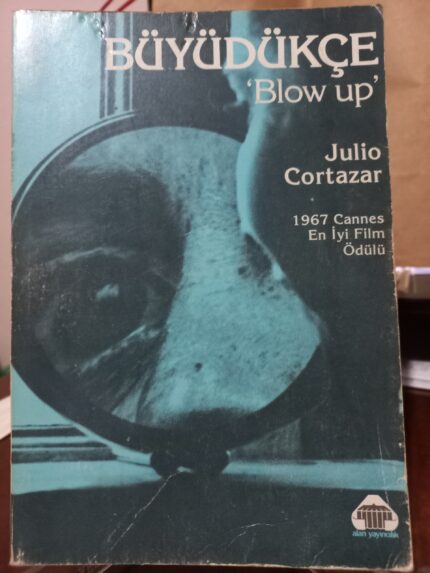 BÜYÜDÜKÇE
'Blow up'
Julio
Cortazar
1967 Cannes
En İyi Film
Ödülü
alan yayıncılık